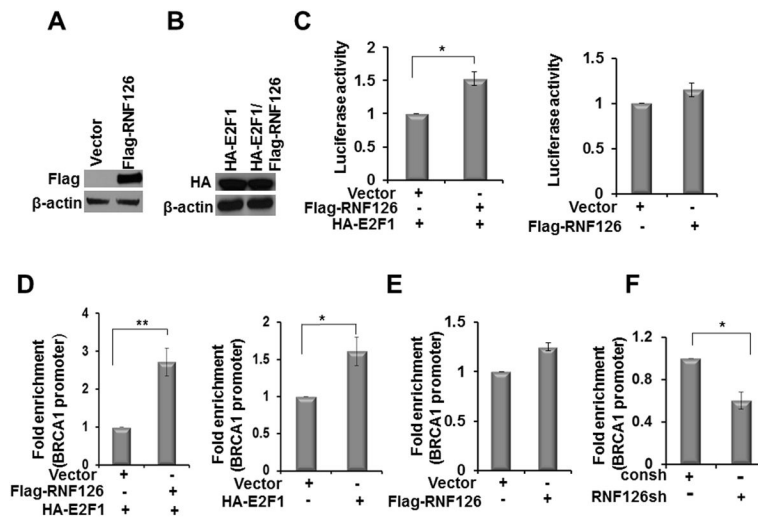 A
Vector
Flag-RNF126
Flag
β-actin
B
HA-E2F1
HA-E2F1/
Flag-RNF126
HA
β-actin
C
Luciferase activity
2
1.5
1
0.5
0
*
Vector + -
Flag-RNF126 - +
HA-E2F1 + +
Luciferase activity
1.5
1
0.5
0
Vector + -
Flag-RNF126 - +
D
Fold enrichment
(BRCA1 promoter)
4
3
2
1
0
**
Vector + -
Flag-RNF126 - +
HA-E2F1 + +
Fold enrichment
(BRCA1 promoter)
2
1.5
1
0.5
0
*
Vector + -
HA-E2F1 - +
E
Fold enrichment
(BRCA1 promoter)
1.5
1
0.5
0
Vector + -
Flag-RNF126 - +
F
Fold enrichment
(BRCA1 promoter)
1.2
0.8
0.4
0
*
consh + -
RNF126sh - +